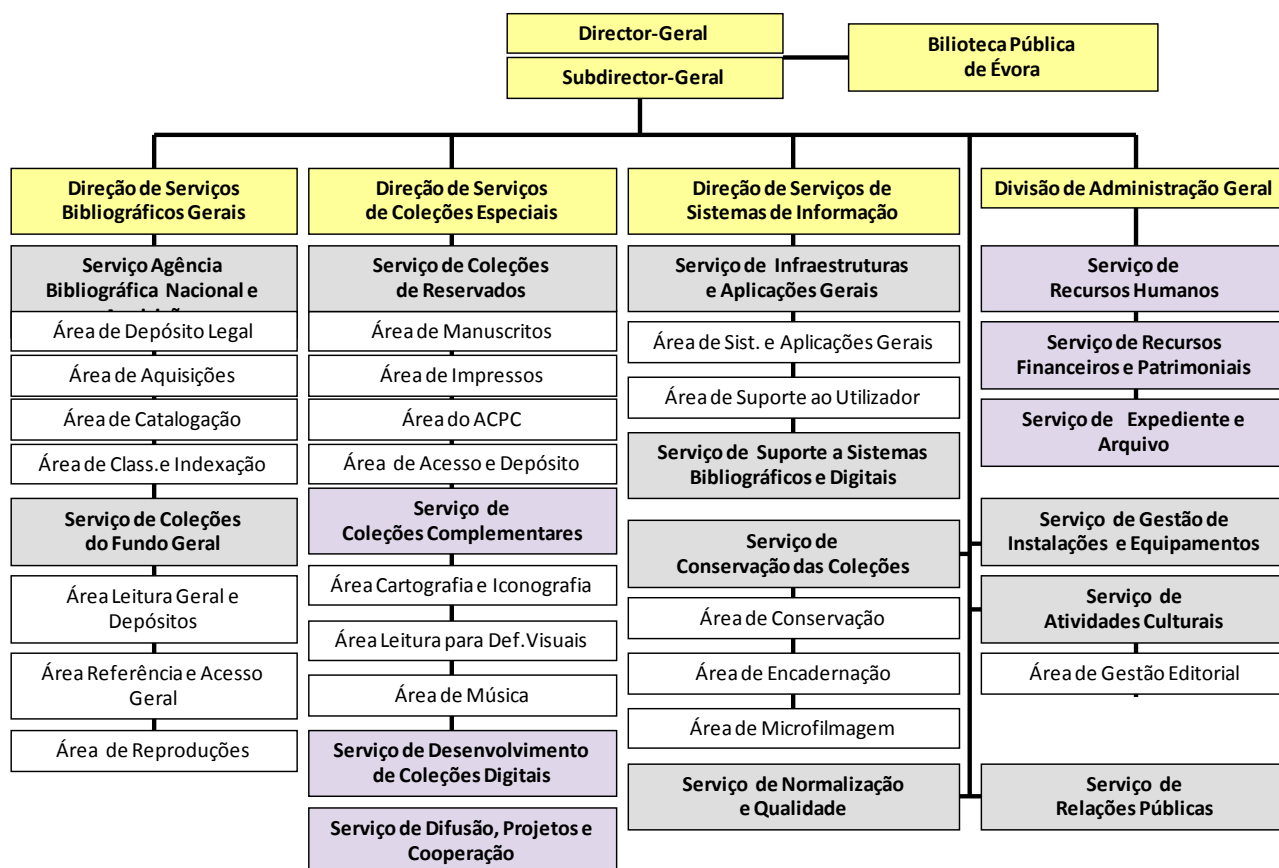 Director-Geral
Subdirector-Geral
Bilioteca Pública
de Évora
Direção de Serviços
Bibliográficos Gerais
Serviço Agência
Bibliográfica Nacional e
Área de Depósito Legal
Área de Aquisições
Área de Catalogação
Área de Class.e Indexação
Serviço de Coleções
do Fundo Geral
Área Leitura Geral e
Depósitos
Área Referência e Acesso
Geral
Área de Reproduções
Direção de Serviços
de Coleções Especiais
Serviço de Coleções
de Reservados
Área de Manuscritos
Área de Impressos
Área do ACPC
Área de Acesso e Depósito
Serviço de
Coleções Complementares
Área Cartografia e Iconografia
Área Leitura para Def.Visuais
Área de Música
Serviço de Desenvolvimento
de Coleções Digitais
Serviço de Difusão, Projetos e
Cooperação
Direção de Serviços de
Sistemas de Informação
Serviço de Infraestruturas
e Aplicações Gerais
Área de Sist. e Aplicações Gerais
Área de Suporte ao Utilizador
Serviço de Suporte a Sistemas
Bibliográficos e Digitais
Serviço de
Conservação das Coleções
Área de Conservação
Área de Encadernação
Área de Microfilmagem
Serviço de Normalização
e Qualidade
Divisão de Administração Geral
Serviço de
Recursos Humanos
Serviço de Recursos
Financeiros e Patrimoniais
Serviço de Expediente e
Arquivo
Serviço de Gestão de
Instalações e Equipamentos
Serviço de
Atividades Culturais
Área de Gestão Editorial
Serviço de
Relações Públicas